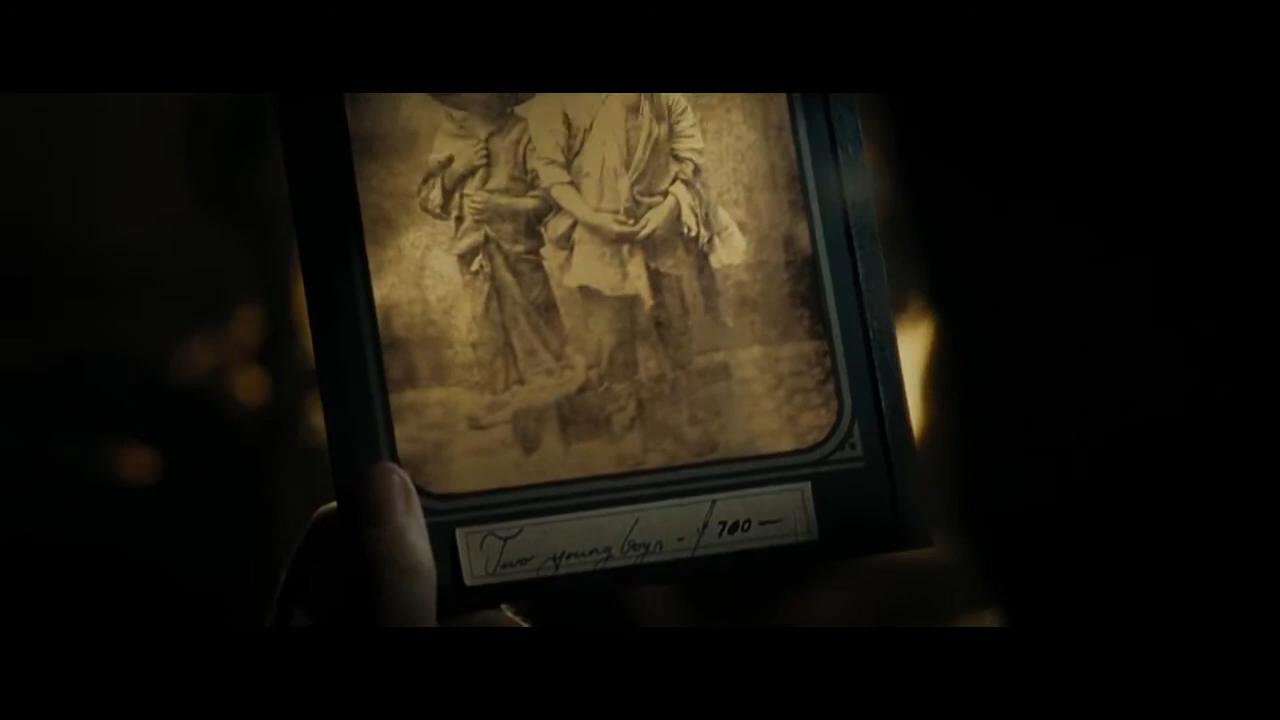 Two young boys - ƒ 700 —